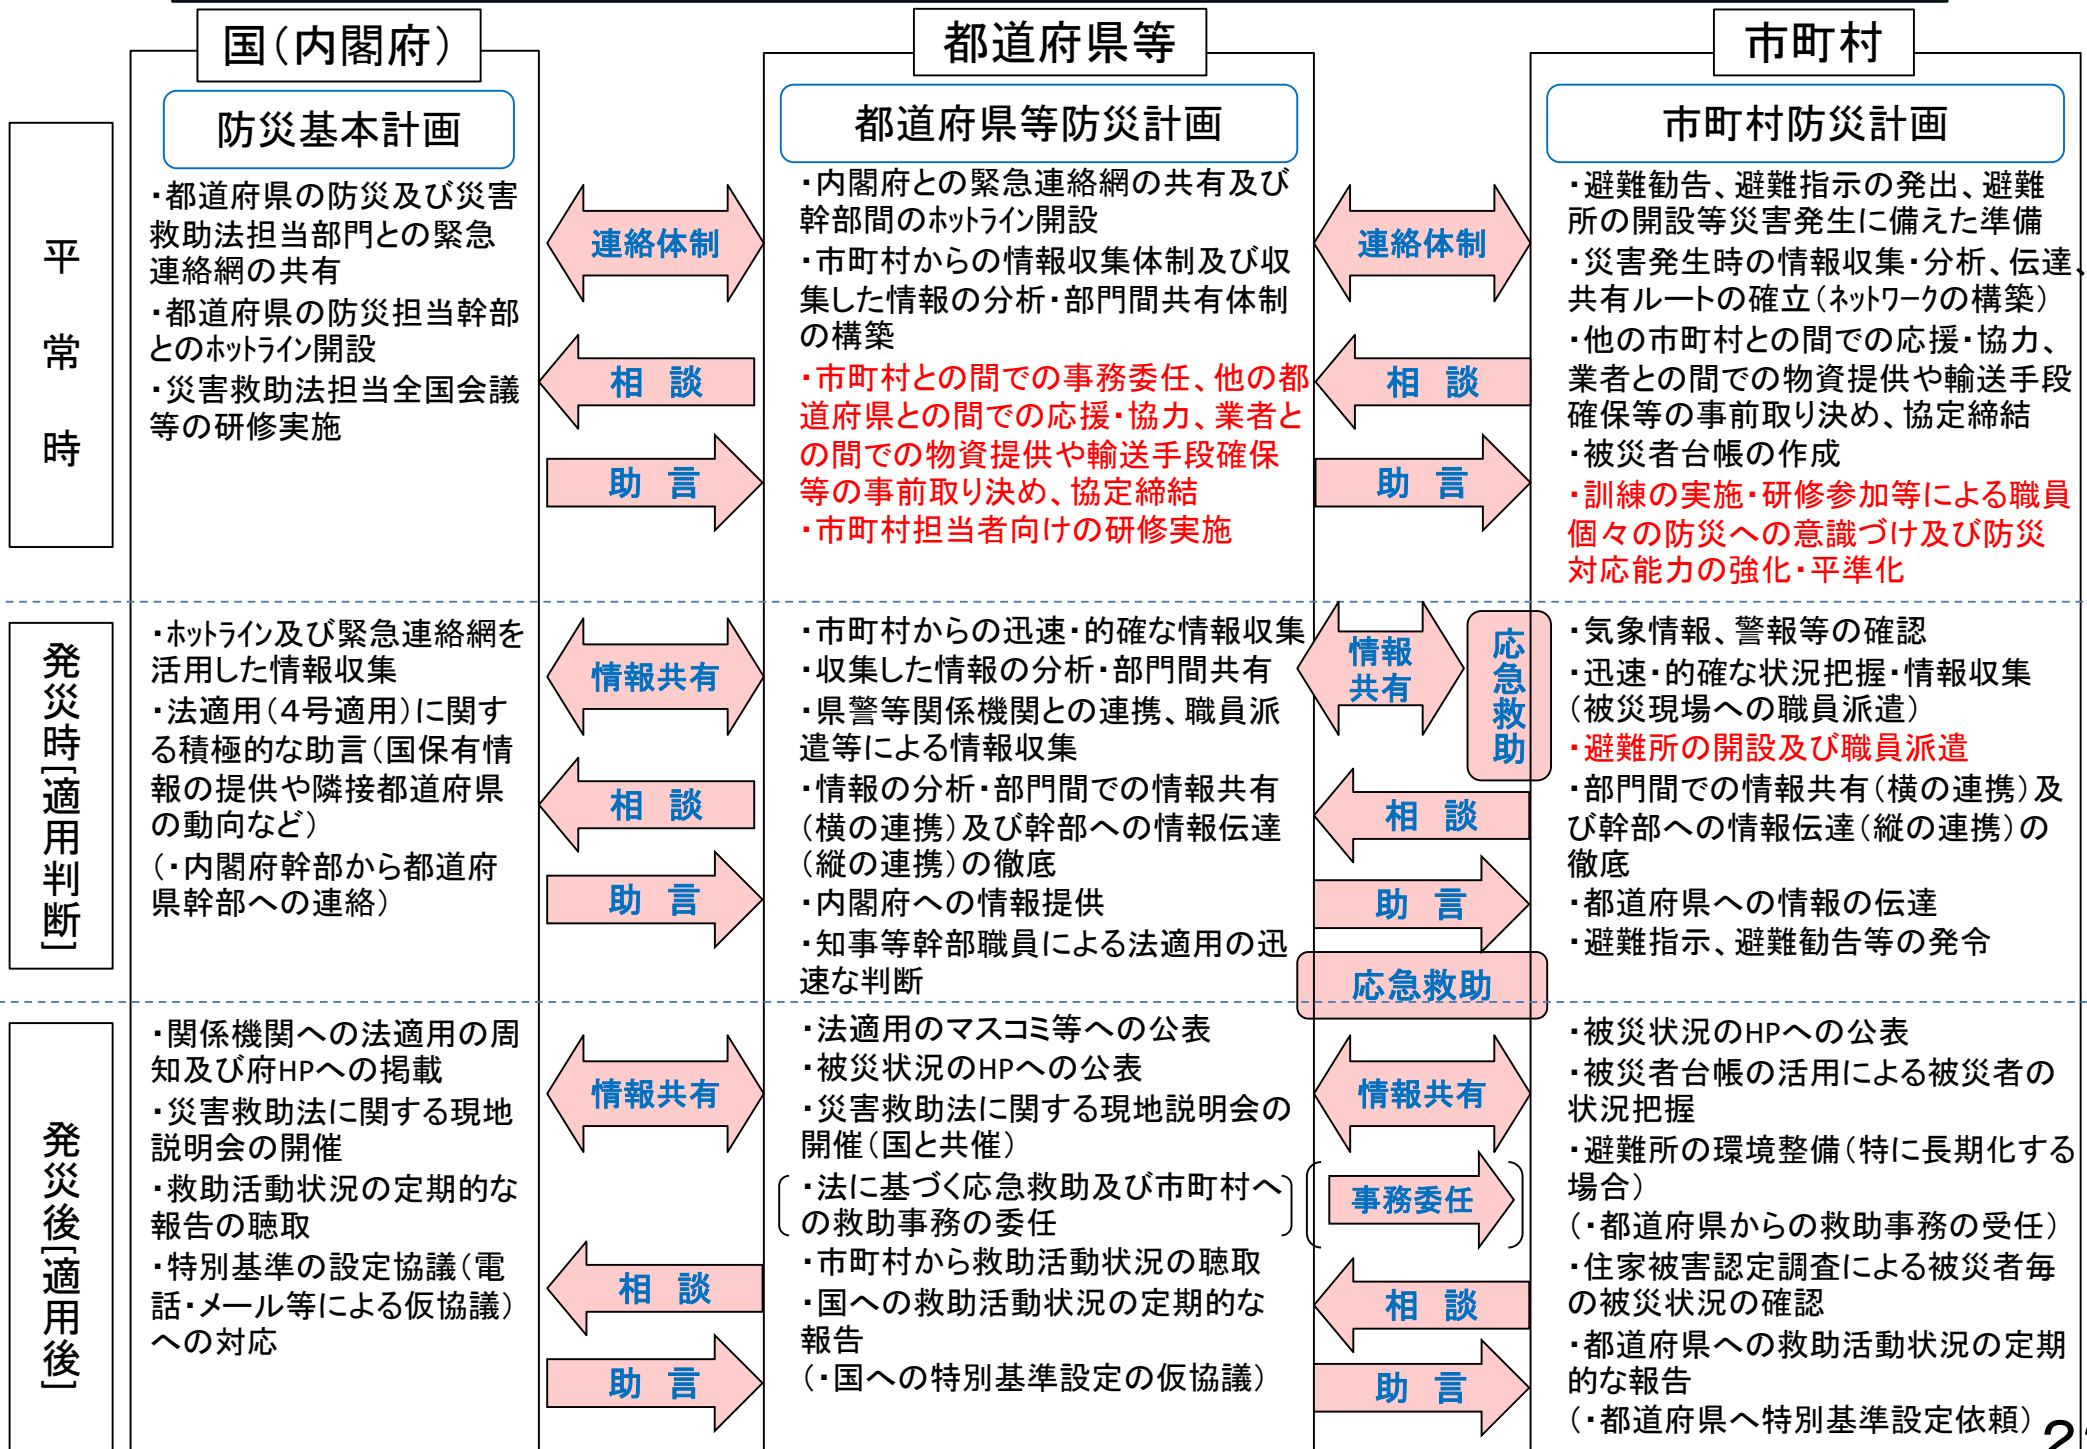 国(内閣府)
都道府県等
市町村
防災基本計画
都道府県等防災計画
市町村防災計画
平常時
・都道府県の防災及び災害
救助法担当部門との緊急
連絡網の共有
・都道府県の防災担当幹部
とのホットライン開設
・災害救助法担当全国会議
等の研修実施
連絡体制
相 談
助 言
・内閣府との緊急連絡網の共有及び
幹部間のホットライン開設
・市町村からの情報収集体制及び収
集した情報の分析・部門間共有体制
の構築
・市町村との間での事務委任、他の都
道府県との間での応援・協力、業者と
の間での物資提供や輸送手段確保
等の事前取り決め、協定締結
・市町村担当者向けの研修実施
連絡体制
相 談
助 言
・避難勧告、避難指示の発出、避難
所の開設等災害発生に備えた準備
・災害発生時の情報収集・分析、伝達、
共有ルートの確立(ネットワークの構築)
・他の市町村との間での応援・協力、
業者との間での物資提供や輸送手段
確保等の事前取り決め、協定締結
・被災者台帳の作成
・訓練の実施・研修参加等による職員
個々の防災への意識づけ及び防災
対応能力の強化・平準化
発災時[適用判断]
・ホットライン及び緊急連絡網を
活用した情報収集
・法適用(4号適用)に関す
る積極的な助言(国保有情
報の提供や隣接都道府県
の動向など)
(・内閣府幹部から都道府
県幹部への連絡)
情報共有
相 談
助 言
・市町村からの迅速・的確な情報収集
・収集した情報の分析・部門間共有
・県警等関係機関との連携、職員派
遣等による情報収集
・情報の分析・部門間での情報共有
(横の連携)及び幹部への情報伝達
(縦の連携)の徹底
・内閣府への情報提供
・知事等幹部職員による法適用の迅
速な判断
情報
共有
応急救助
相 談
助 言
応急救助
・気象情報、警報等の確認
・迅速・的確な状況把握・情報収集
(被災現場への職員派遣)
・避難所の開設及び職員派遣
・部門間での情報共有(横の連携)及
び幹部への情報伝達(縦の連携)の
徹底
・都道府県への情報の伝達
・避難指示、避難勧告等の発令
発災後[適用後]
・関係機関への法適用の周
知及び府HPへの掲載
・災害救助法に関する現地
説明会の開催
・救助活動状況の定期的な
報告の聴取
・特別基準の設定協議(電
話・メール等による仮協議)
への対応
情報共有
相 談
助 言
・法適用のマスコミ等への公表
・被災状況のHPへの公表
・災害救助法に関する現地説明会の
開催(国と共催)
・法に基づく応急救助及び市町村へ
の救助事務の委任
・市町村から救助活動状況の聴取
・国への救助活動状況の定期的な
報告
(・国への特別基準設定の仮協議)
情報共有
事務委任
相 談
助 言
・被災状況のHPへの公表
・被災者台帳の活用による被災者の
状況把握
・避難所の環境整備(特に長期化する
場合)
(・都道府県からの救助事務の受任)
・住家被害認定調査による被災者毎
の被災状況の確認
・都道府県への救助活動状況の定期
的な報告
(・都道府県へ特別基準設定依頼)